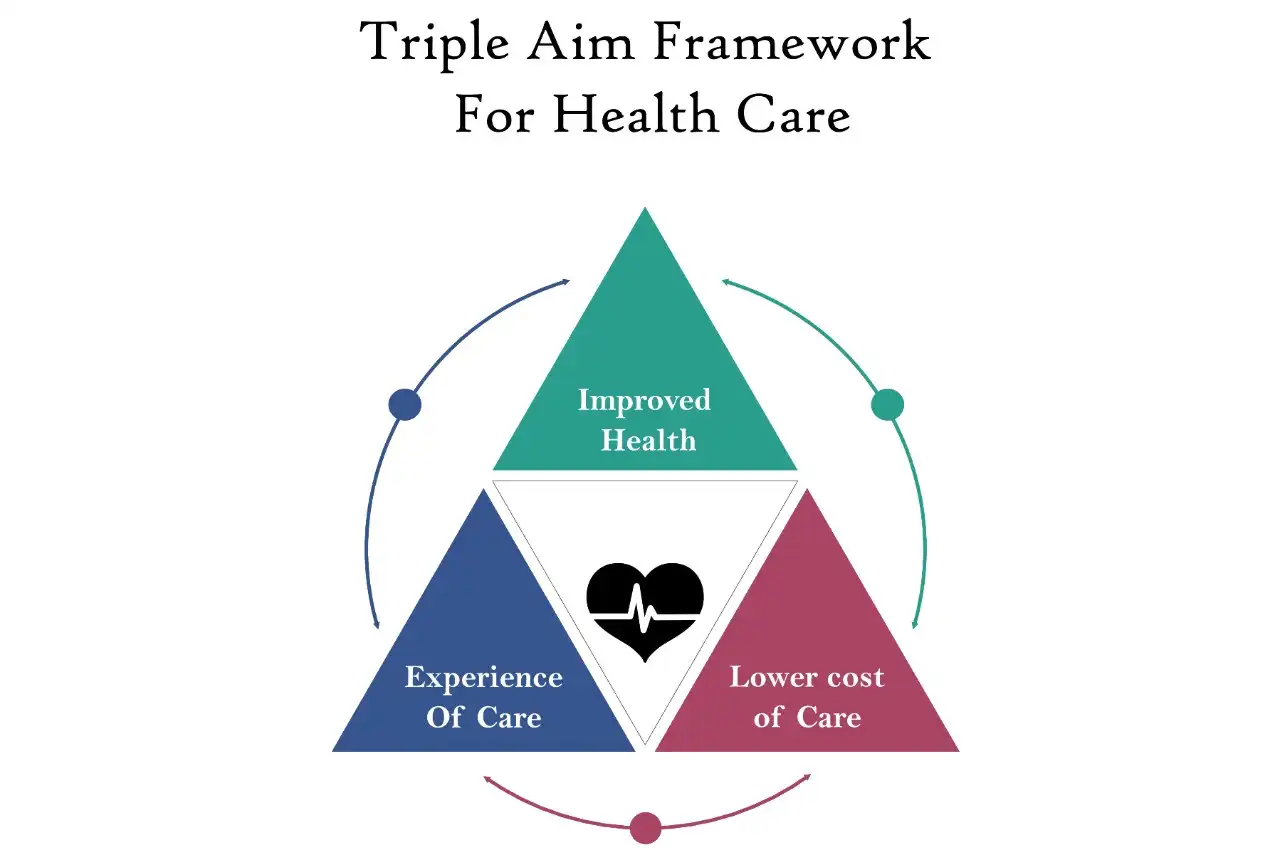 Triple Aim Framework
For Health Care
Improved
Health
Experience
Of Care
Lower cost
of Care